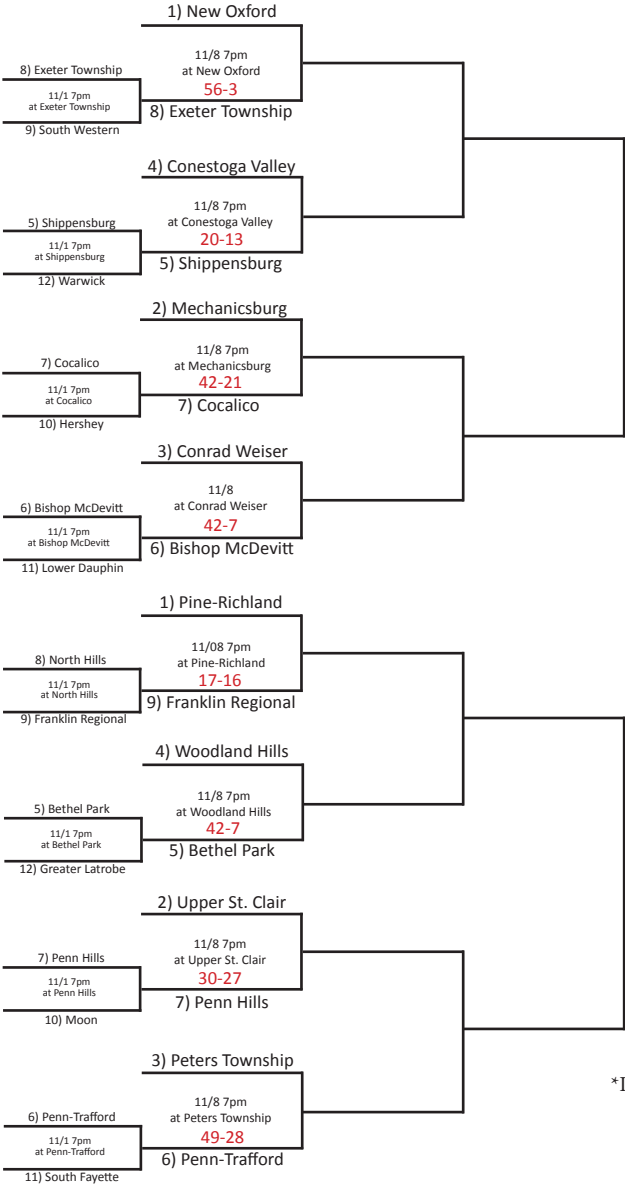 1) New Oxford
11/8 7pm
at New Oxford
56-3
8) Exeter Township
8) Exeter Township
11/1 7pm
at Exeter Township
9) South Western
4) Conestoga Valley
11/8 7pm
at Conestoga Valley
20-13
5) Shippensburg
5) Shippensburg
11/1 7pm
at Shippensburg
12) Warwick
2) Mechanicsburg
11/8 7pm
at Mechanicsburg
42-21
7) Cocalico
7) Cocalico
11/1 7pm
at Cocalico
10) Hershey
3) Conrad Weiser
11/8
at Conrad Weiser
42-7
6) Bishop McDevitt
6) Bishop McDevitt
11/1 7pm
at Bishop McDevitt
11) Lower Dauphin
1) Pine-Richland
11/08 7pm
at Pine-Richland
17-16
9) Franklin Regional
8) North Hills
11/1 7pm
at North Hills
9) Franklin Regional
4) Woodland Hills
11/8 7pm
at Woodland Hills
42-7
5) Bethel Park
5) Bethel Park
11/1 7pm
at Bethel Park
12) Greater Latrobe
2) Upper St. Clair
11/8 7pm
at Upper St. Clair
30-27
7) Penn Hills
7) Penn Hills
11/1 7pm
at Penn Hills
10) Moon
3) Peters Township
11/8 7pm
at Peters Township
49-28
6) Penn-Trafford
6) Penn-Trafford
11/1 7pm
at Penn-Trafford
11) South Fayette